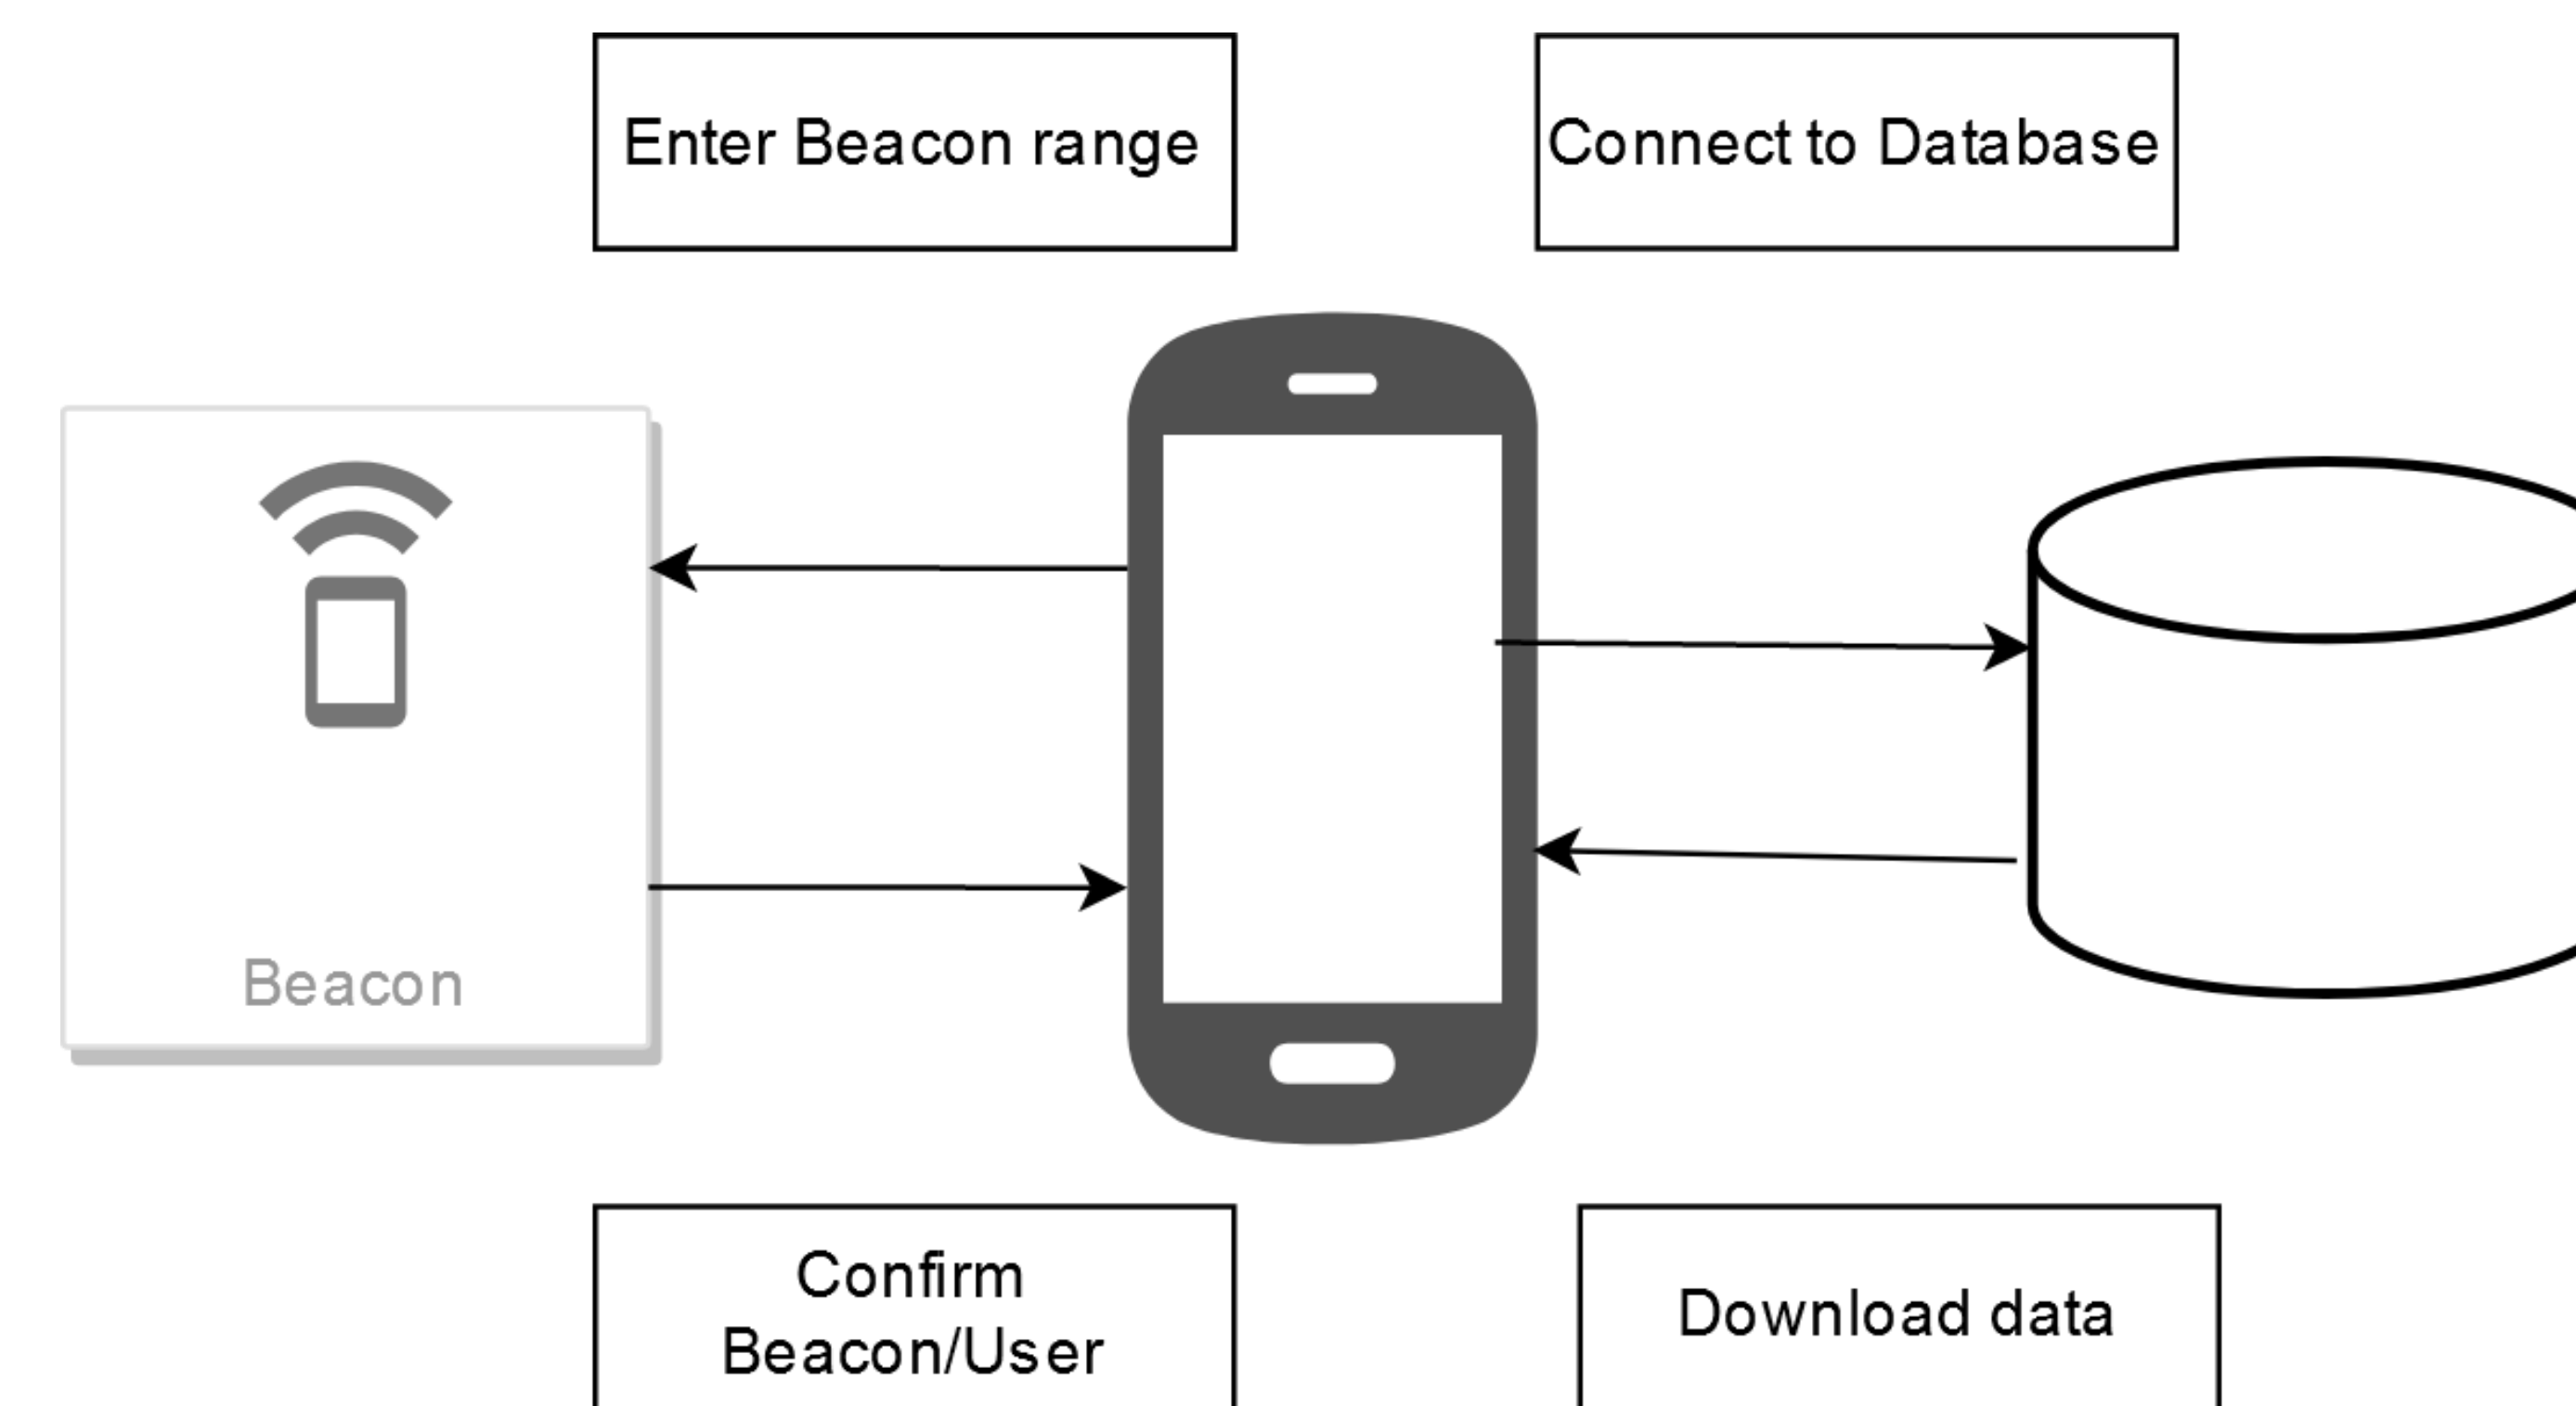 Enter Beacon range
Connect to Database
Beacon
Confirm
Beacon/User
Download data